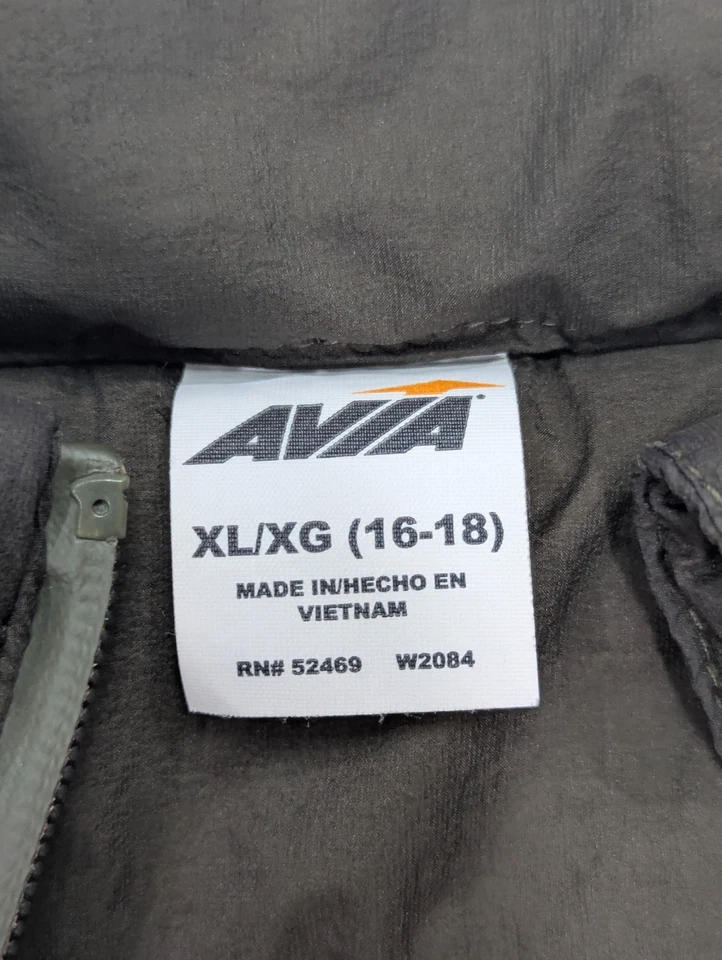 AVIA
XL/XG (16-18)
MADE IN/HECHO EN
VIETNAM
RN# 52469 W2084